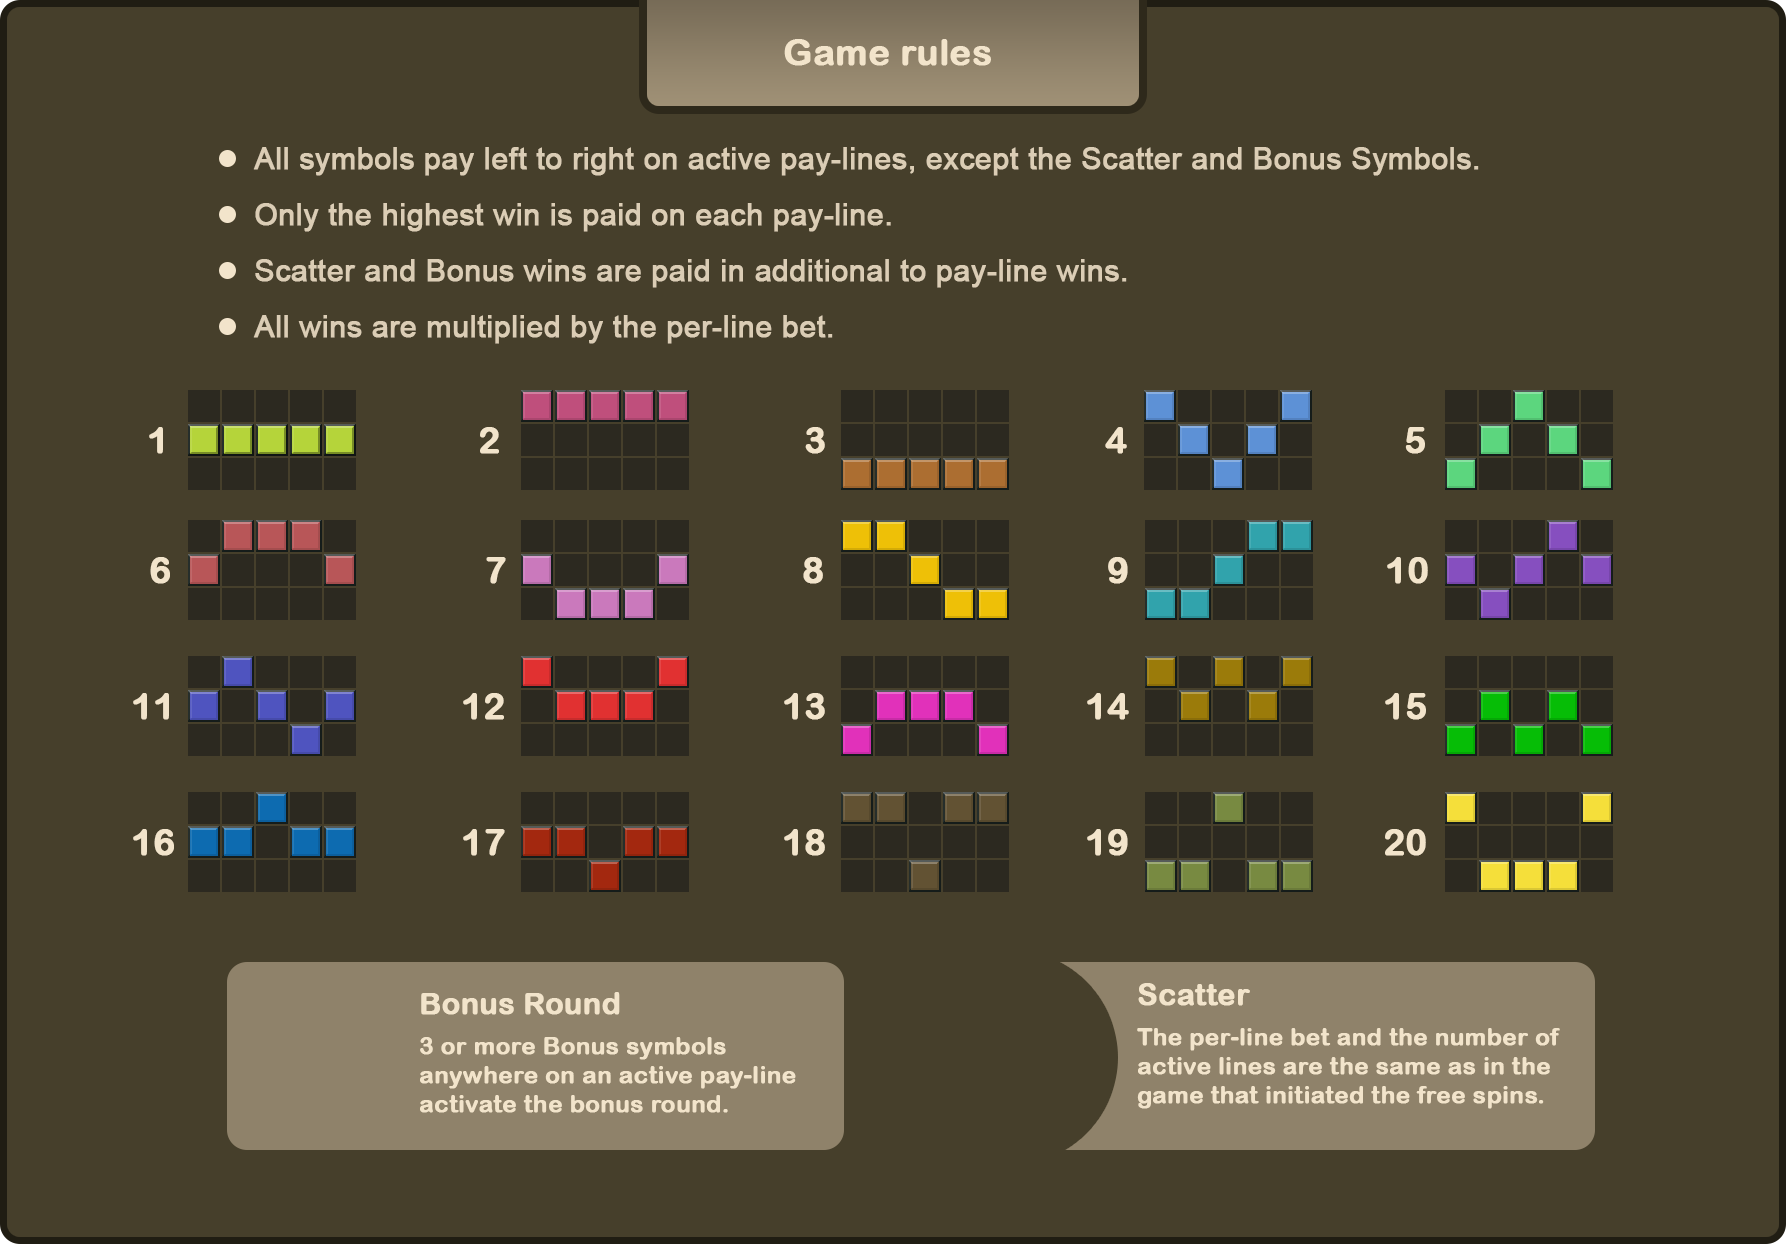 Game rules
All symbols pay left to right on active pay-lines, except the Scatter and Bonus Symbols.
Only the highest win is paid on each pay-line.
Scatter and Bonus wins are paid in additional to pay-line wins.
All wins are multiplied by the per-line bet.
1 2 3 4 5
6 7 8 9 10
11 12 13 14 15
16 17 18 19 20
Bonus Round
3 or more Bonus symbols
anywhere on an active pay-line
activate the bonus round.
Scatter
The per-line bet and the number of
active lines are the same as in the
game that initiated the free spins.